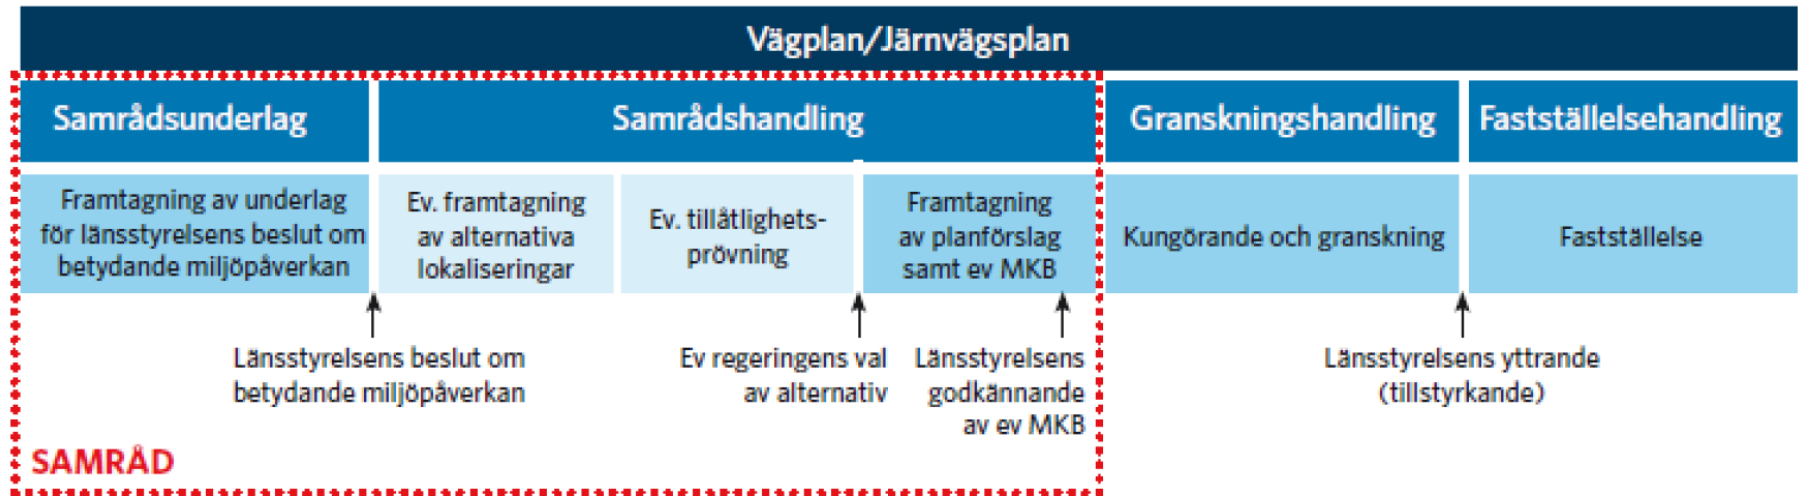 Vägplan/Järnvägsplan
Samrådsunderlag
Samrådshandling
Granskningshandling
Fastställelsehandling
Framtagning av underlag
för länsstyrelsens beslut om
betydande miljöpåverkan
Ev. framtagning
av alternativa
lokaliseringar
Ev. tillåtlighets-
prövning
Framtagning
av planförslag
samt ev MKB
Kungörande och granskning
Fastställelse
Länsstyrelsens beslut om
betydande miljöpåverkan
Ev regeringens val
av alternativ
Länsstyrelsens
godkännande
av ev MKB
Länsstyrelsens yttrande
(tillstyrkande)
SAMRÅD